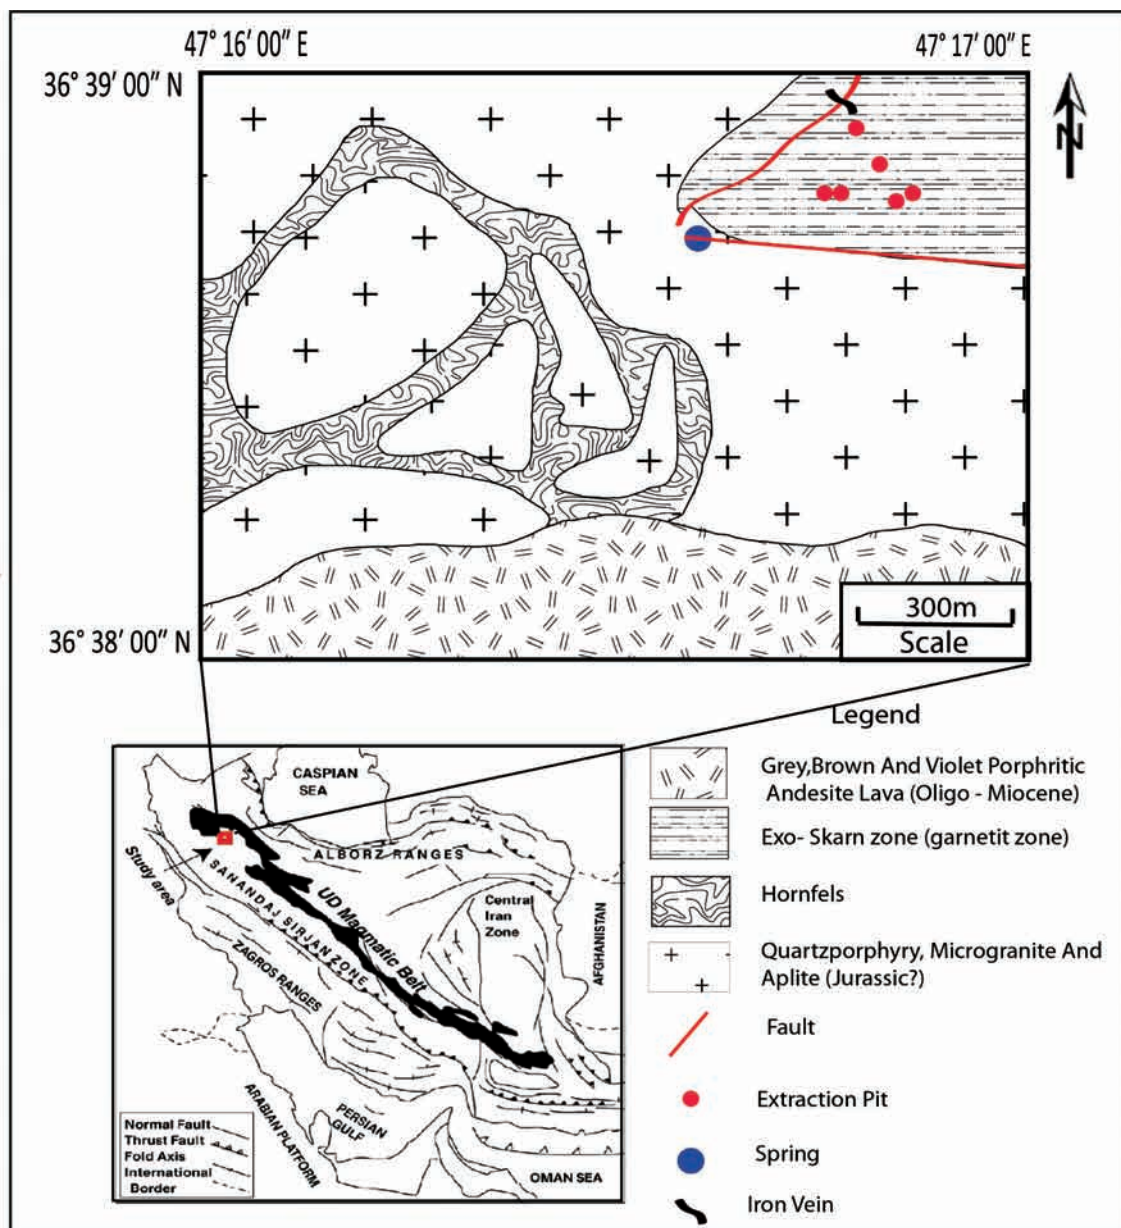 47° 16′ 00″ E
47° 17′ 00″ E
36° 39′ 00″ N
N
36° 38′ 00″ N
300m
Scale
Legend
Grey,Brown And Violet Porphritic
Andesite Lava (Oligo - Miocene)
Exo- Skarn zone (garnetit zone)
Hornfels
Quartzporphyry, Microgranite And
Aplite (Jurassic?)
Fault
Extraction Pit
Spring
Iron Vein
CASPIAN
SEA
ALBORZ RANGES
Study area
SANANDAJ SIRJAN ZONE
UD Magmatic Belt
Central
Iran
Zone
AFGHANISTAN
ZAGROS RANGES
ARABIAN PLATFORM
PERSIAN
GULF
OMAN SEA
Normal Fault
Thrust Fault
Fold Axis
International
Border